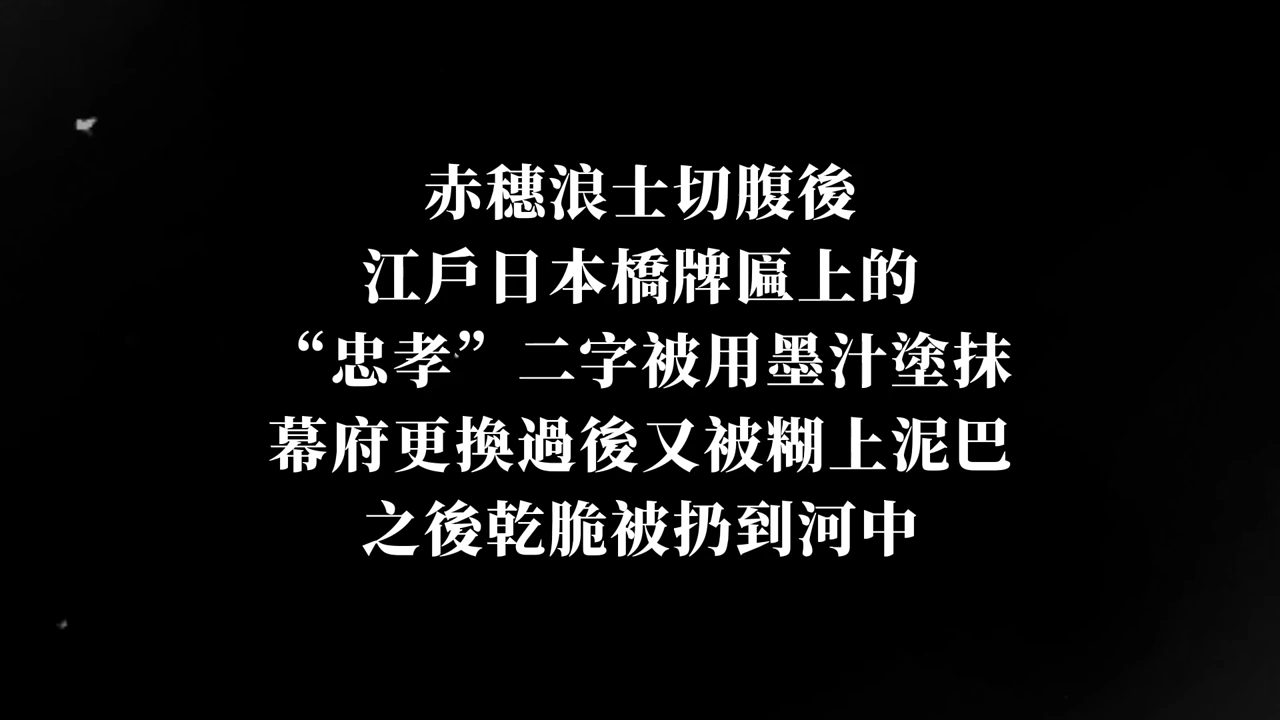 赤穗浪士切腹後
江戶日本橋牌匾上的
“忠孝”二字被用墨汁塗抹
幕府更換過後又被糊上泥巴
之後乾脆被扔到河中